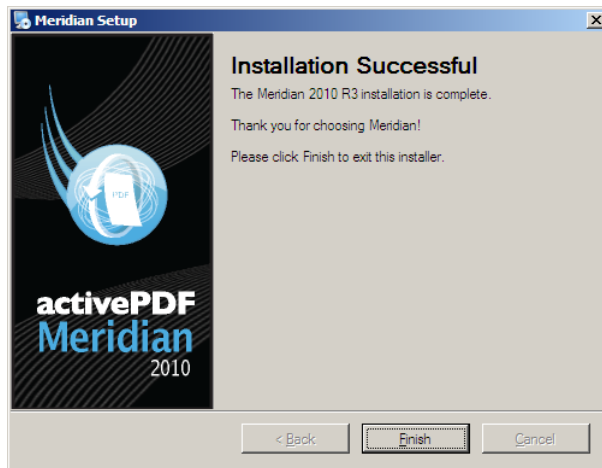 Meridian Setup
Installation Successful
The Meridian 2010 R3 installation is complete.
Thank you for choosing Meridian!
Please click Finish to exit this installer.
PDF
activePDF
Meridian
2010
< Back
Finish
Cancel